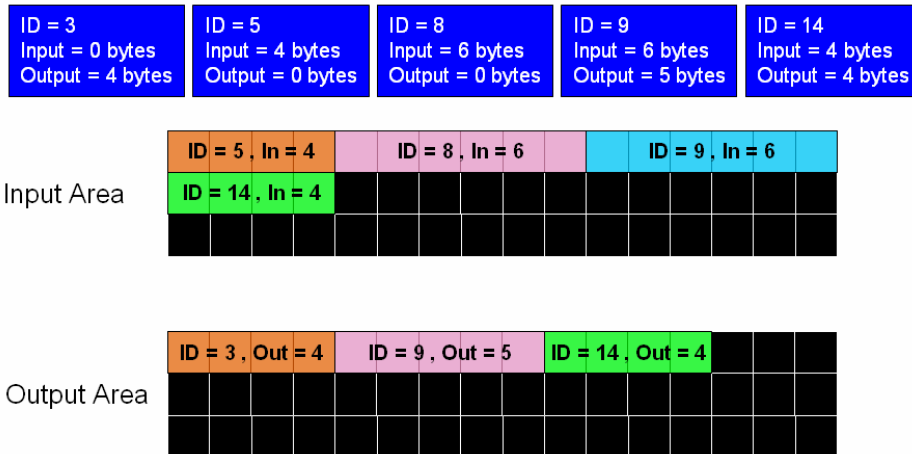 ID = 3
Input = 0 bytes
Output = 4 bytes
ID = 5
Input = 4 bytes
Output = 0 bytes
ID = 8
Input = 6 bytes
Output = 0 bytes
ID = 9
Input = 6 bytes
Output = 5 bytes
ID = 14
Input = 4 bytes
Output = 4 bytes
Input Area
ID = 5 , In = 4
ID = 8 , In = 6
ID = 9 , In = 6
ID = 14 , In = 4
Output Area
ID = 3 , Out = 4
ID = 9 , Out = 5
ID = 14 , Out = 4